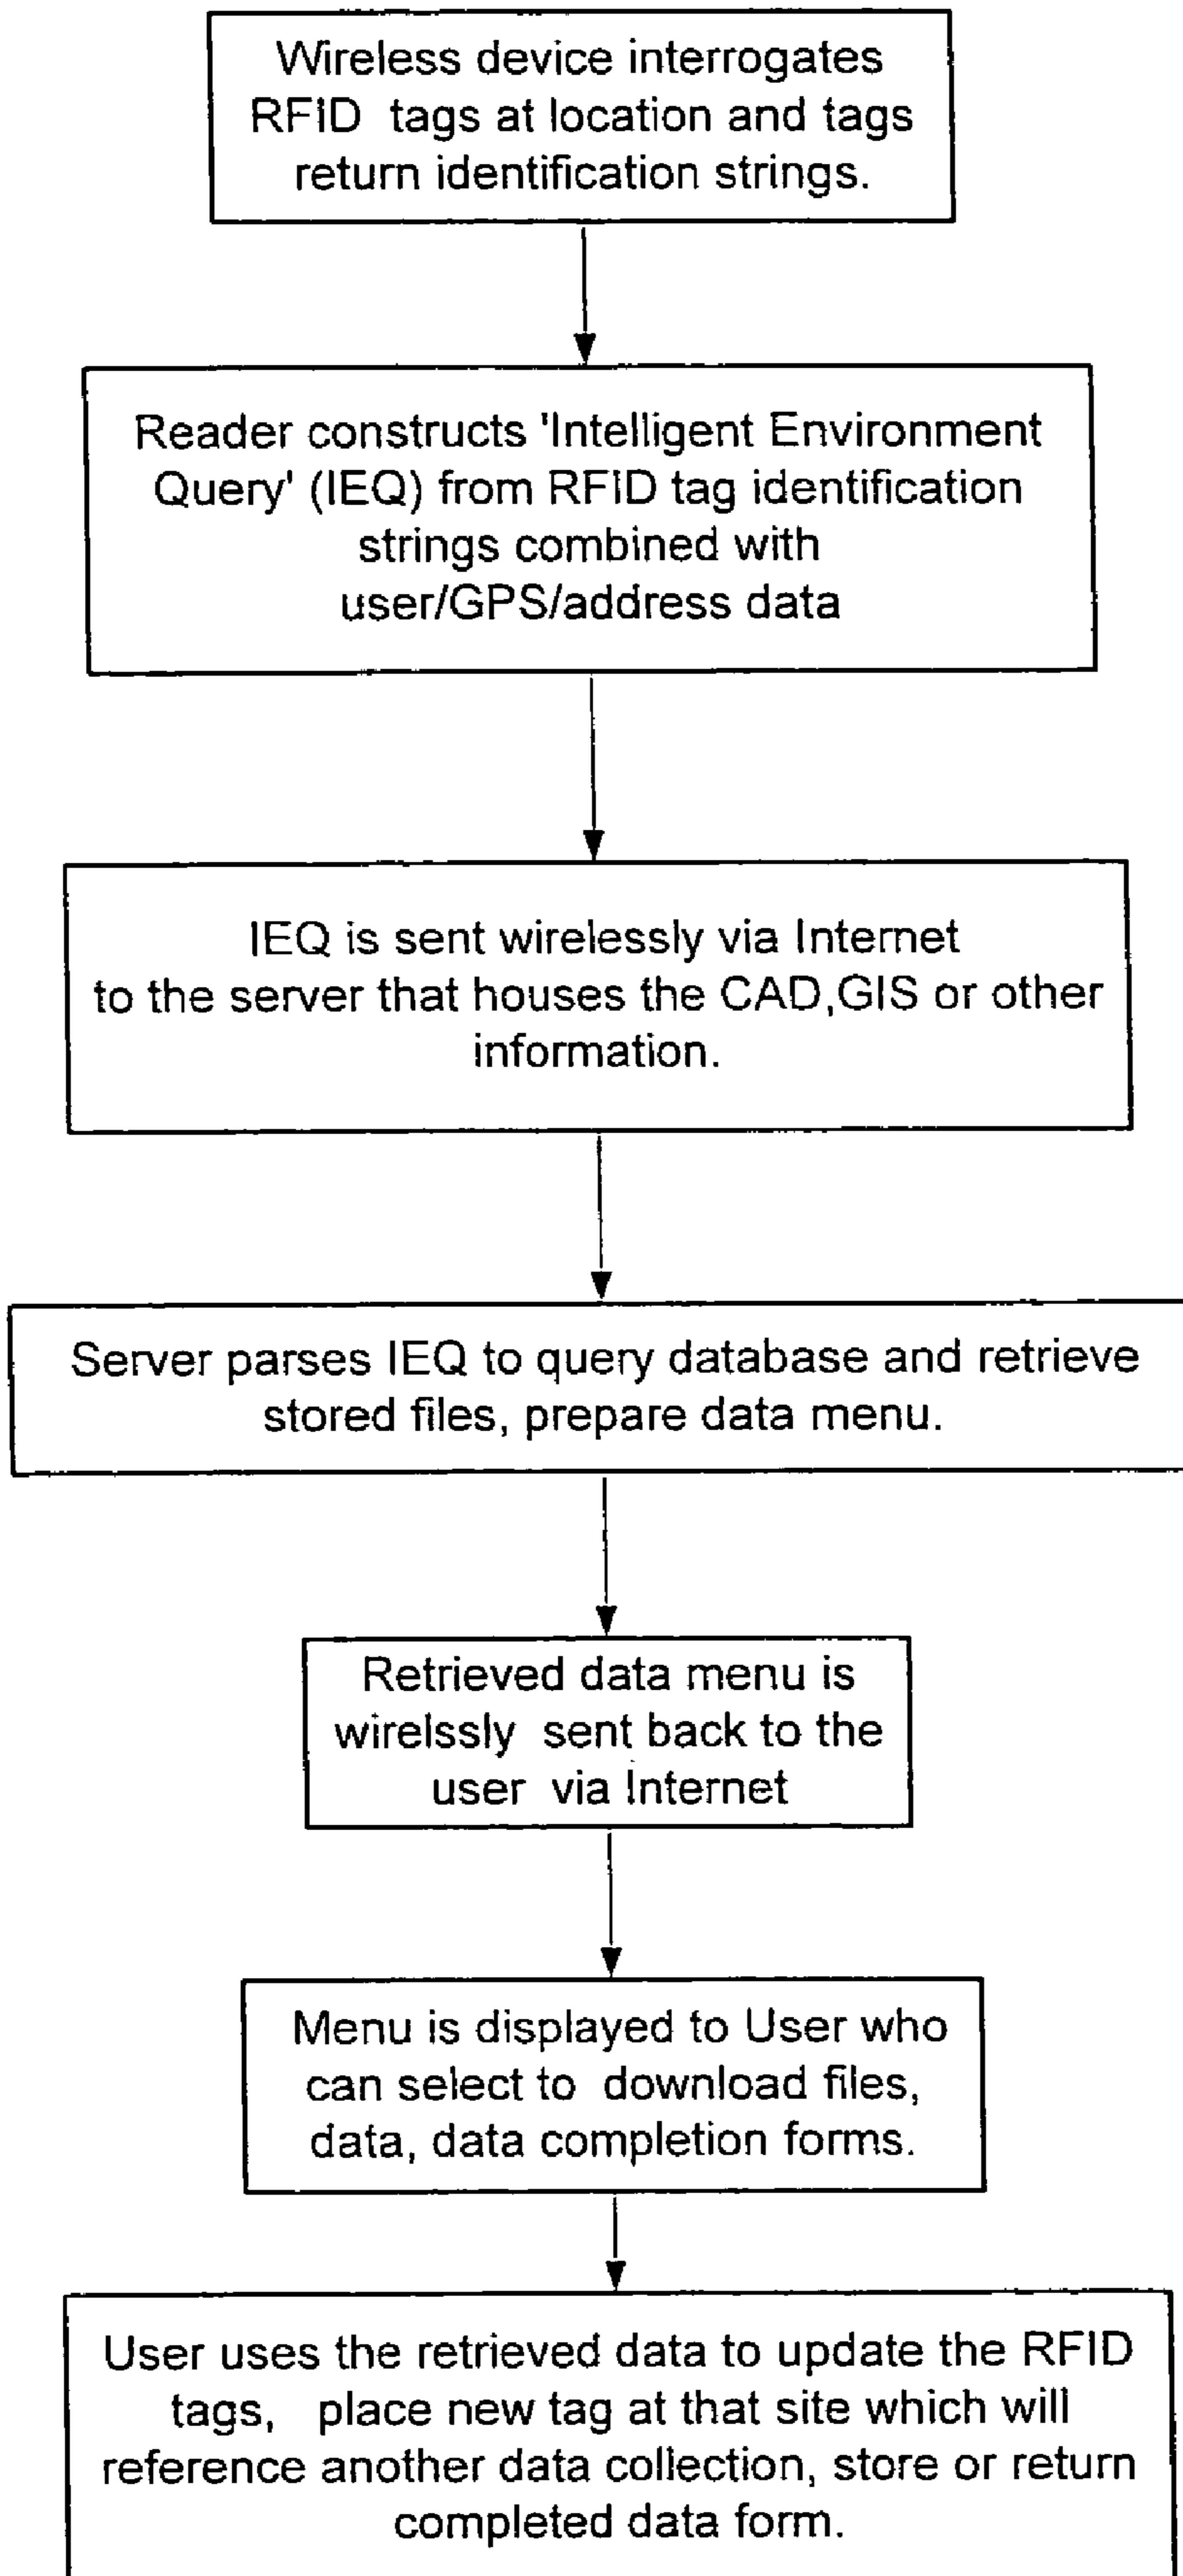 Wireless device interrogates
RFID tags at location and tags
return identification strings.
Reader constructs 'Intelligent Environment
Query' (IEQ) from RFID tag identification
strings combined with
user/GPS/address data
IEQ is sent wirelessly via Internet
to the server that houses the CAD,GIS or other
information.
Server parses IEQ to query database and retrieve
stored files, prepare data menu.
Retrieved data menu is
wirelssly sent back to the
user via Internet
Menu is displayed to User who
can select to download files,
data, data completion forms.
User uses the retrieved data to update the RFID
tags, place new tag at that site which will
reference another data collection, store or return
completed data form.